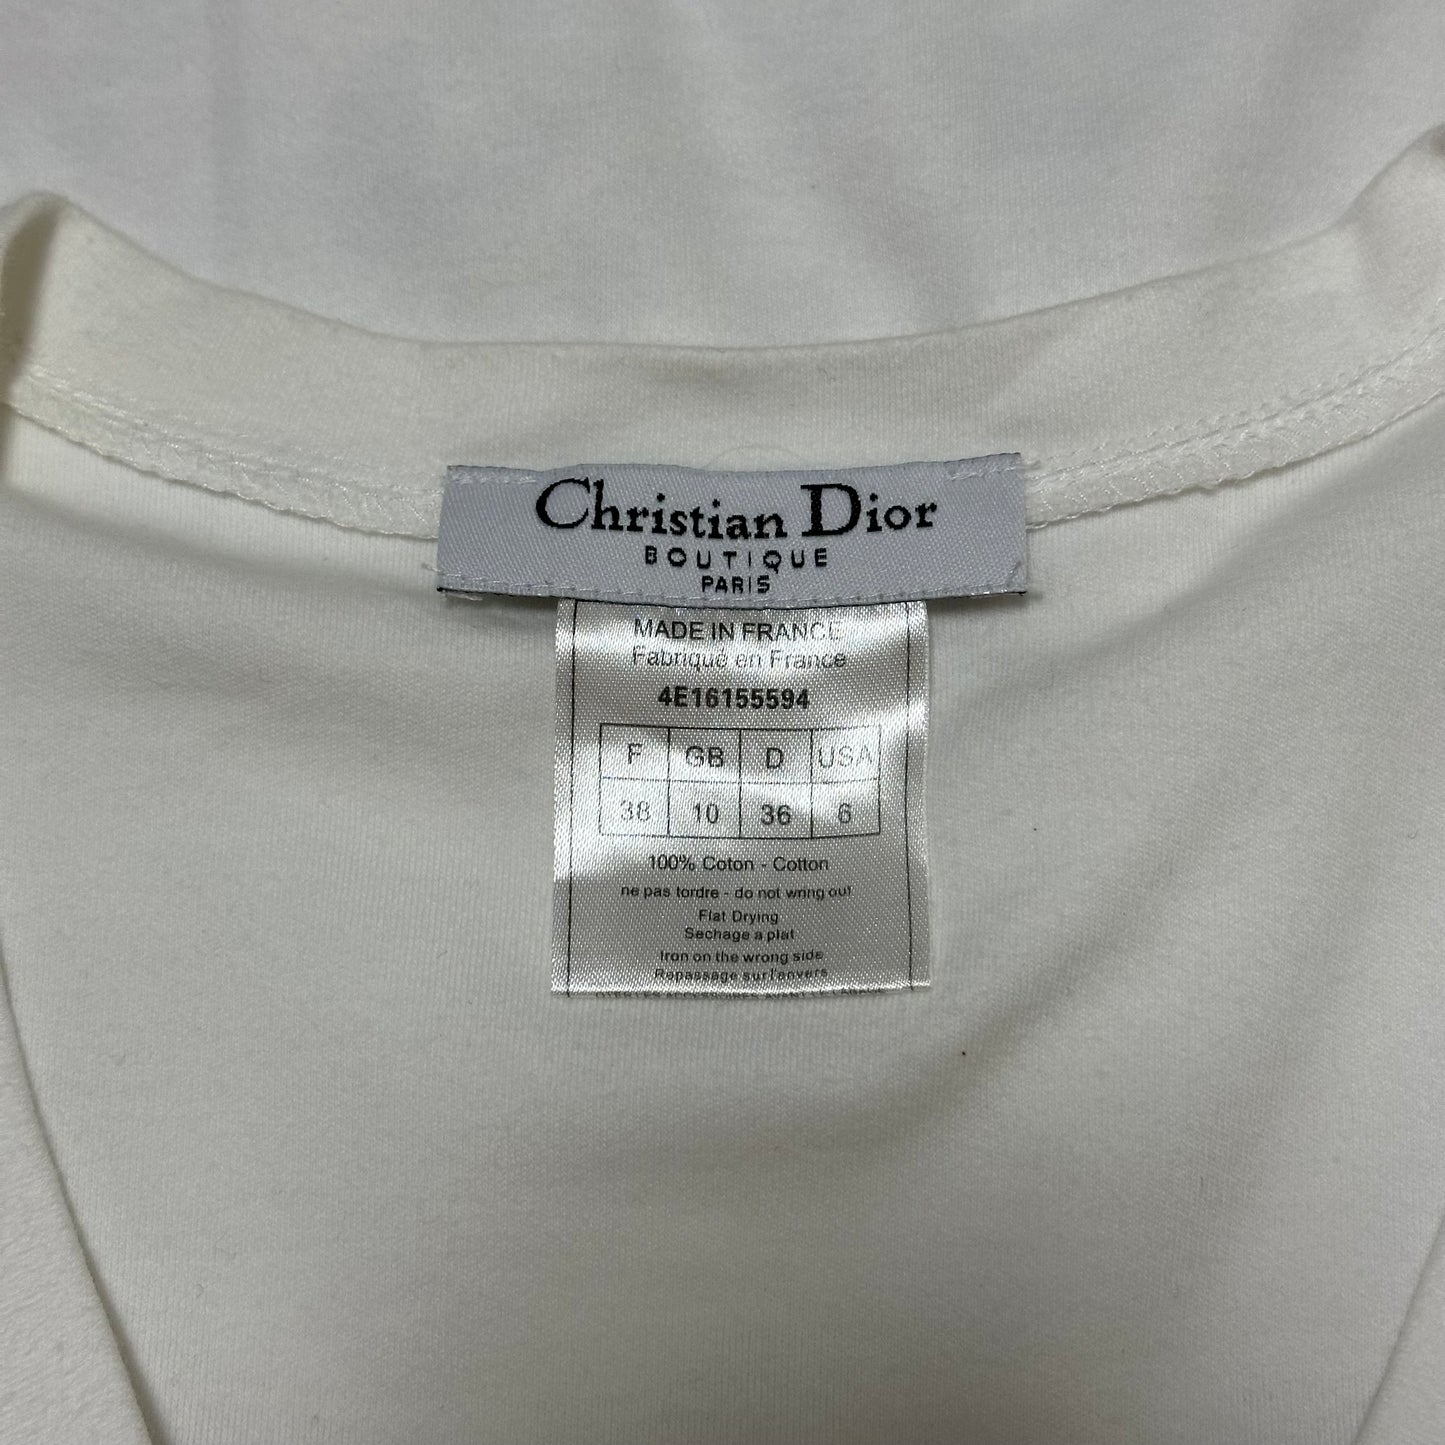 Christian Dior
BOUTIQUE
PARIS
MADE IN FRANCE
Fabriqué en France
4E16155594
F GB D USA
38 10 36 6
100% Coton - Cotton
ne pas tordre - do not wring out
Flat Drying
Sechage a plat
Iron on the wrong side
Repassage sur l'envers